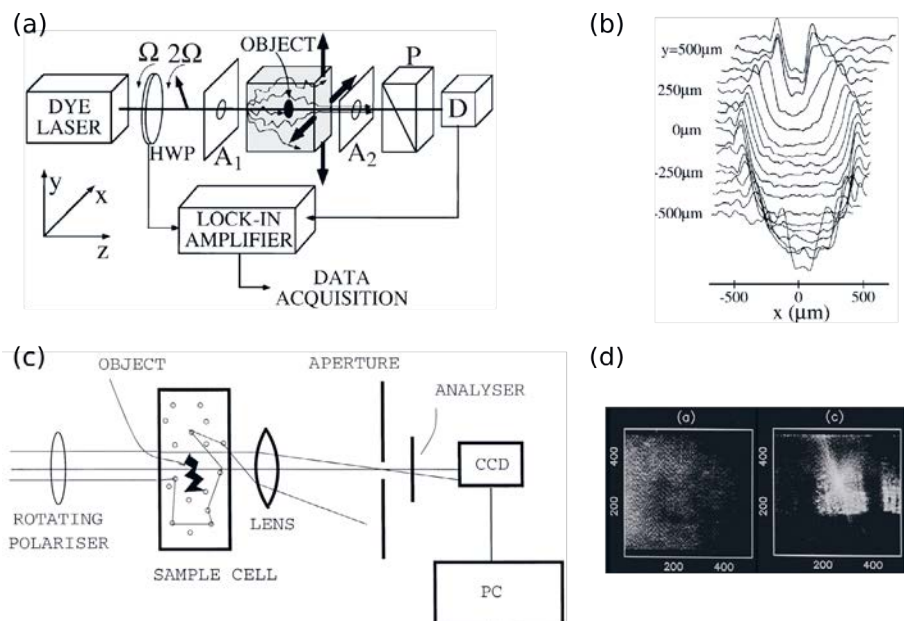 (a)
OBJECT
Ω 2Ω
P
DYE
LASER
D
HWP
A1
A2
y
x
z
LOCK-IN
AMPLIFIER
DATA
ACQUISITION
(b)
y=500μm
250μm
0μm
-250μm
-500μm
-500 0 500
x (μm)
(c)
OBJECT
APERTURE
ANALYSER
CCD
ROTATING
POLARISER
LENS
SAMPLE CELL
PC
(d)
(a)
(c)
400
200
200 400
400
200
200 400